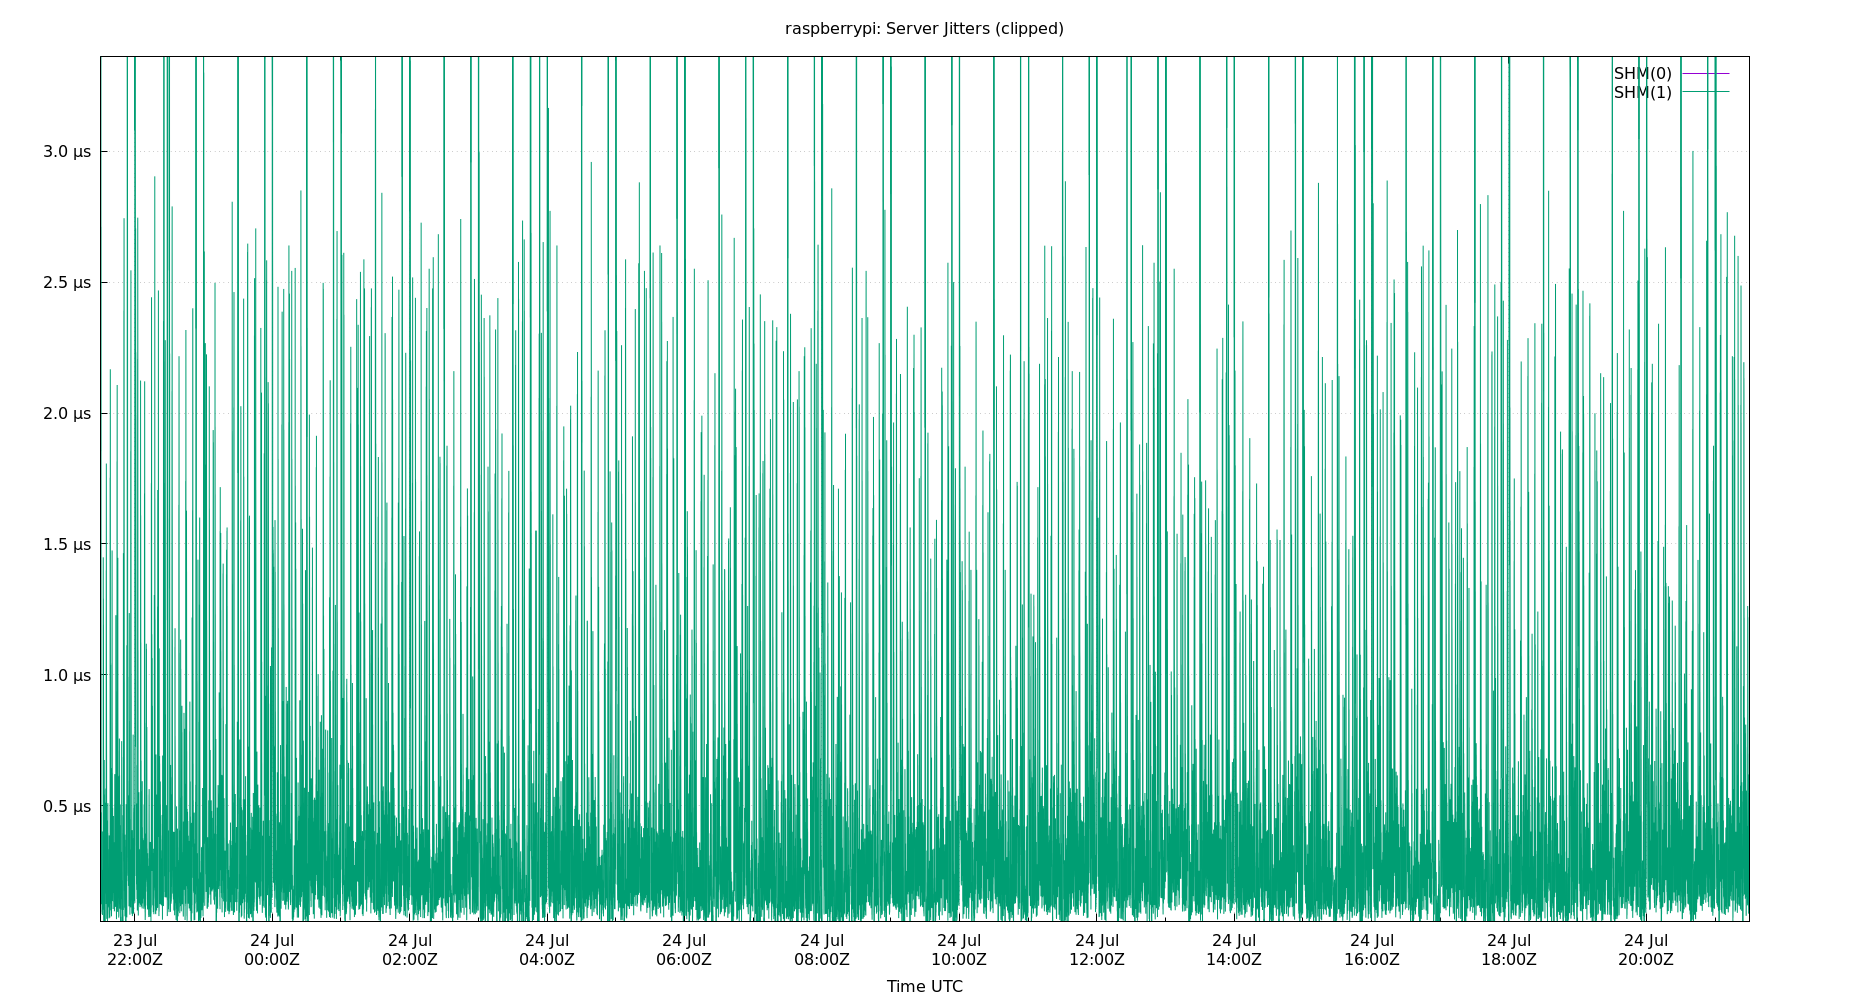 raspberrypi: Server Jitters (clipped)
SHM(0)
SHM(1)
3.0 µs
2.5 µs
2.0 µs
1.5 µs
1.0 µs
0.5 µs
23 Jul 24 Jul 24 Jul 24 Jul 24 Jul 24 Jul 24 Jul 24 Jul 24 Jul 24 Jul 24 Jul 24 Jul
22:00Z 00:00Z 02:00Z 04:00Z 06:00Z 08:00Z 10:00Z 12:00Z 14:00Z 16:00Z 18:00Z 20:00Z
Time UTC